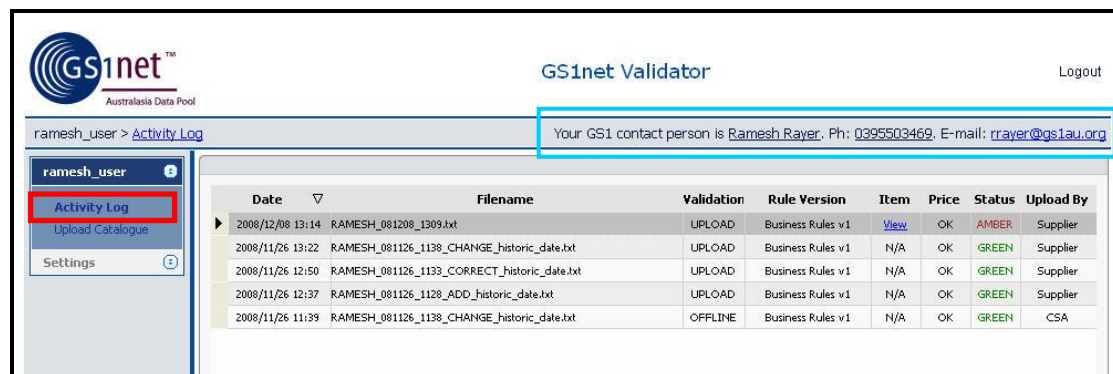 GS1net™
Australasia Data Pool
GS1net Validator
Logout
ramesh_user > Activity Log
Your GS1 contact person is Ramesh Rayer. Ph: 0395503469. E-mail: rrayer@gs1au.org
ramesh_user
Activity Log
Upload Catalogue
Settings
Date Filename Validation Rule Version Item Price Status Upload By
2008/12/08 13:14 RAMESH_081208_1309.txt UPLOAD Business Rules v1 View OK AMBER Supplier
2008/11/26 13:22 RAMESH_081126_1138_CHANGE_historic_date.txt UPLOAD Business Rules v1 N/A OK GREEN Supplier
2008/11/26 12:50 RAMESH_081126_1133_CORRECT_historic_date.txt UPLOAD Business Rules v1 N/A OK GREEN Supplier
2008/11/26 12:37 RAMESH_081126_1128_ADD_historic_date.txt UPLOAD Business Rules v1 N/A OK GREEN Supplier
2008/11/26 11:39 RAMESH_081126_1138_CHANGE_historic_date.txt OFFLINE Business Rules v1 N/A OK GREEN CSA